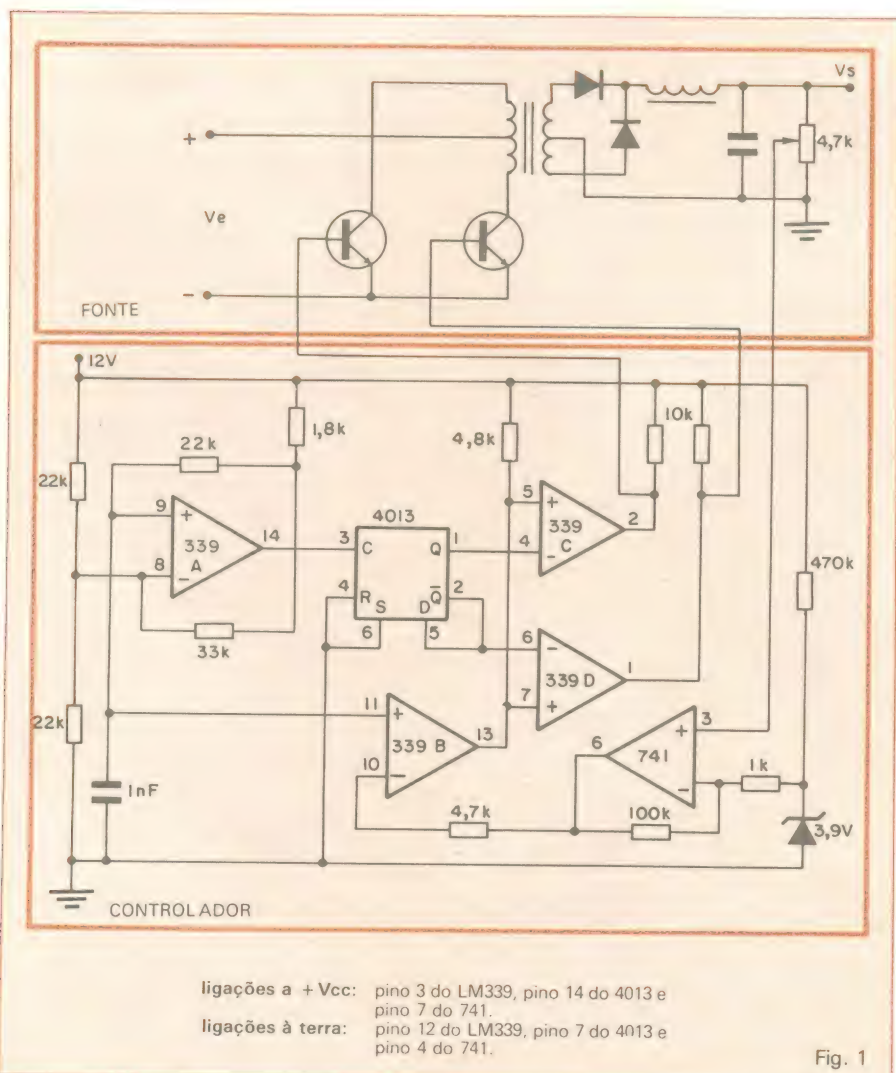 Vs
+
4,7k
Ve
-
FONTE
12V
1,8k
22k
22k
4,8k
10k
9
+
339
A
14
8
-
33k
4013
3
C
Q
1
4
R
S
D
Q
2
6
5
5
+
339
C
2
4
-
470k
6
-
339 D
1
7
+
22k
11
+
339 B
13
10
-
1nF
3
+
741
6
-
1k
4,7k
100k
3,9V
CONTROLADOR
ligações a + Vcc: pino 3 do LM339, pino 14 do 4013 e
pino 7 do 741.
ligações à terra: pino 12 do LM339, pino 7 do 4013 e
pino 4 do 741.
Fig. 1